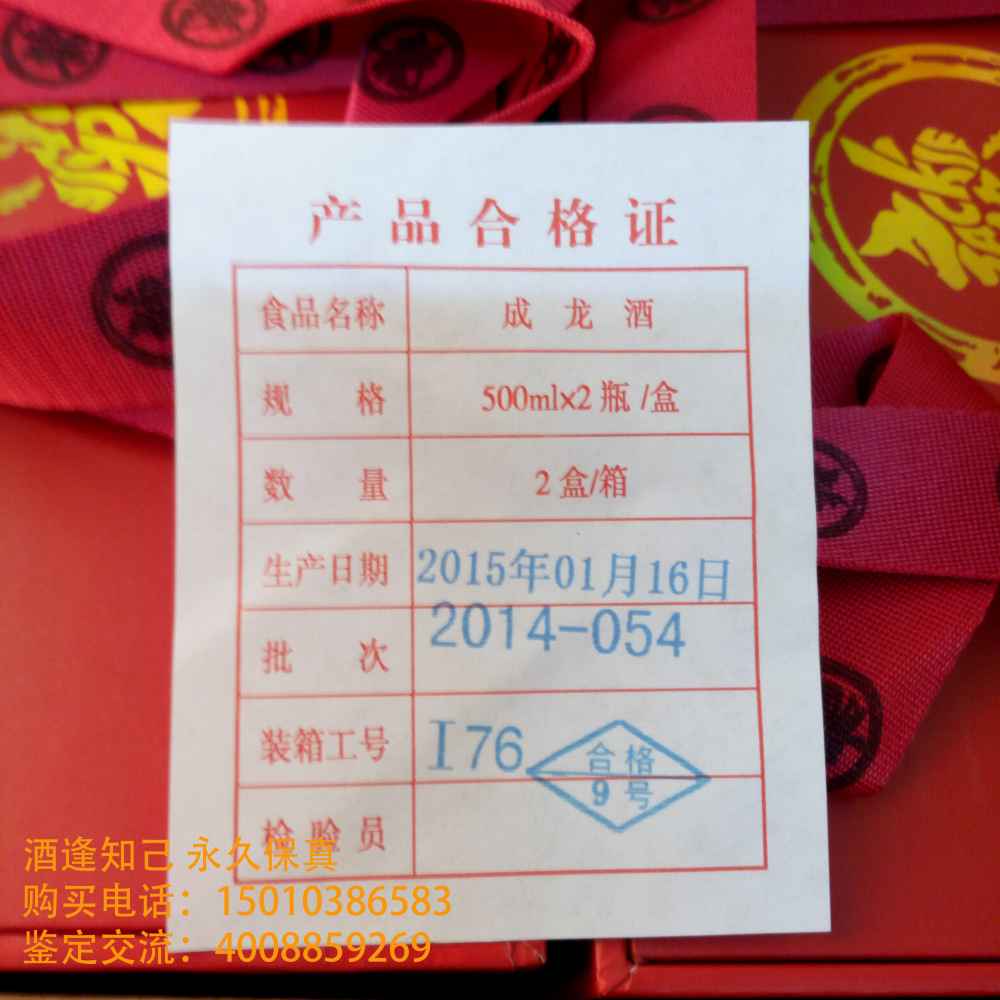 产品合格证
食品名称 成龙酒
规格 500ml×2瓶/盒
数量 2盒/箱
生产日期 2015年01月16日
批次 2014-054
装箱工号 I76
合格
9号
检验员
酒逢知己 永久保真
购买电话：15010386583
鉴定交流：4008859269